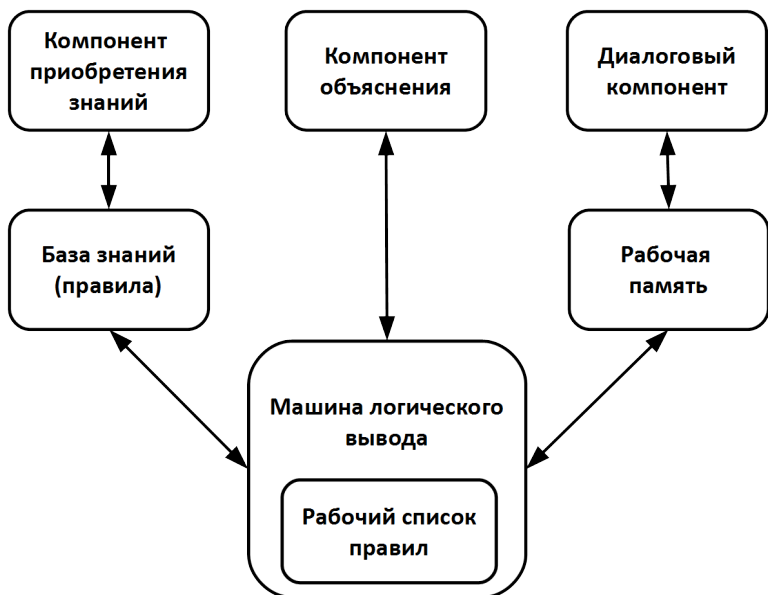 Компонент
приобретения
знаний
Компонент
объяснения
Диалоговый
компонент
База знаний
(правила)
Рабочая
память
Машина логического
вывода
Рабочий список
правил